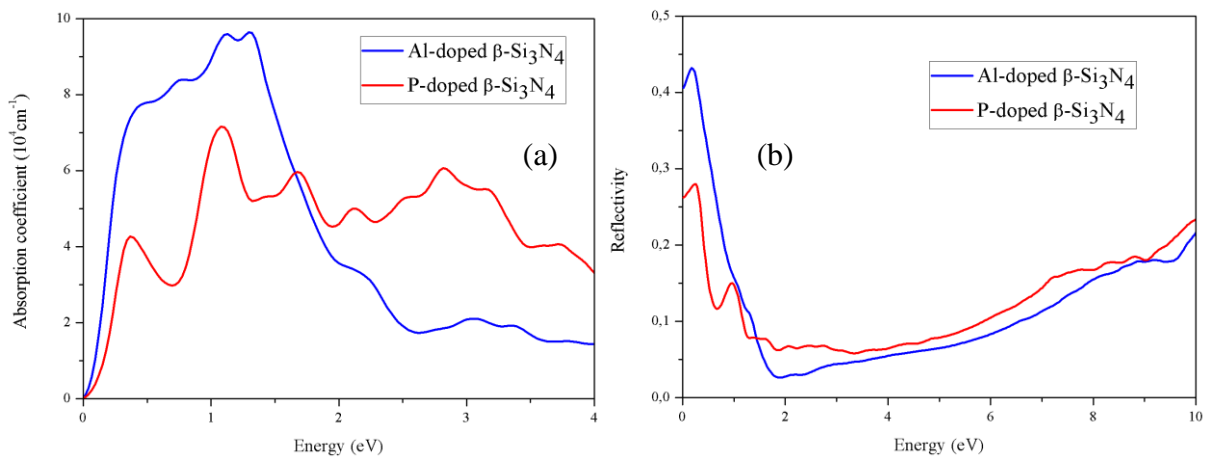 10
8
6
4
2
0
Absorption coefficient (10⁴cm⁻¹)
Al-doped β-Si₃N₄
P-doped β-Si₃N₄
(a)
0 1 2 3 4
Energy (eV)
0,5
0,4
0,3
0,2
0,1
0,0
Reflectivity
Al-doped β-Si₃N₄
P-doped β-Si₃N₄
(b)
0 2 4 6 8 10
Energy (eV)